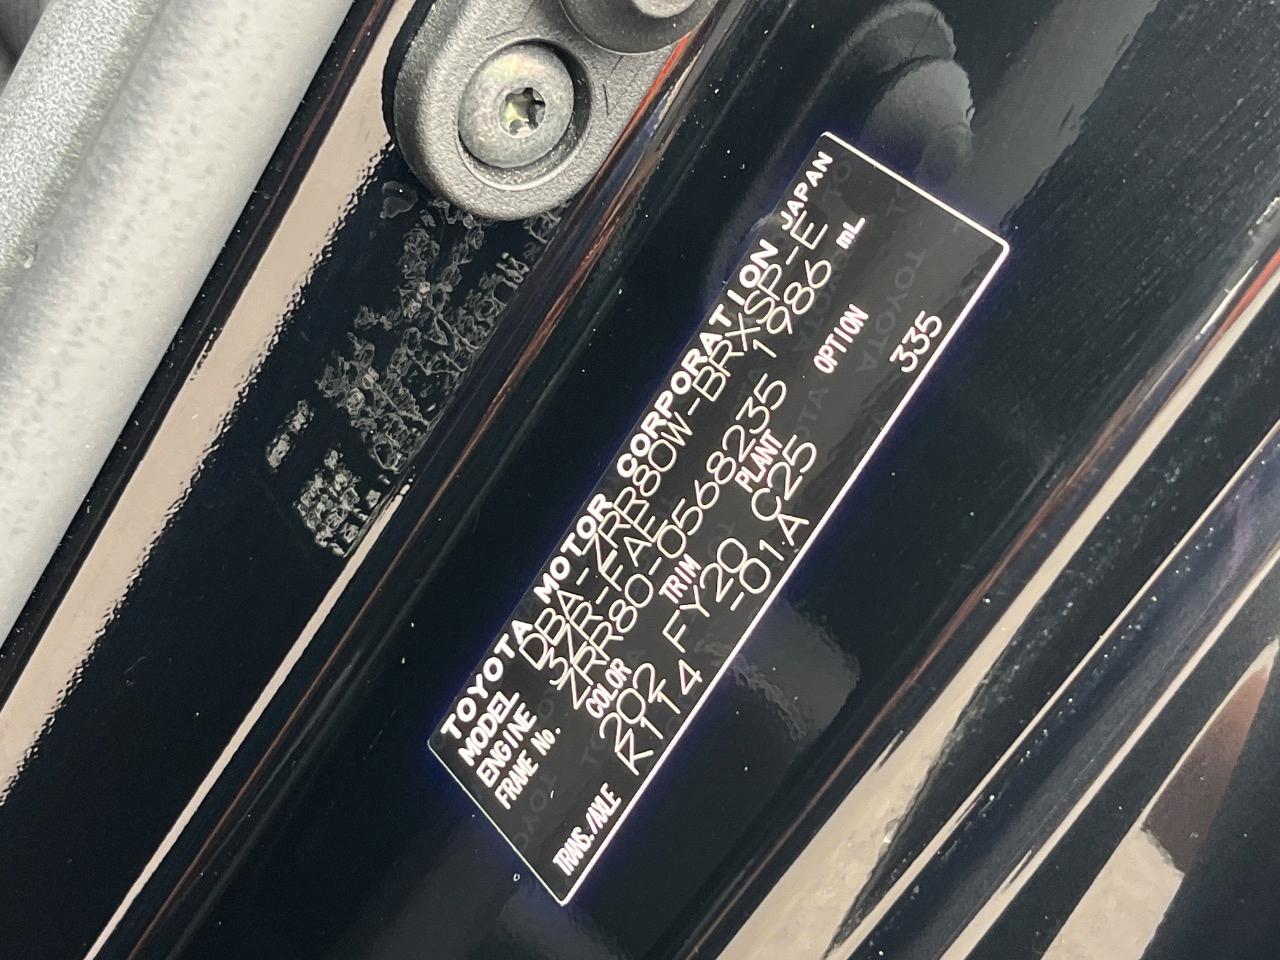 TOYOTA MOTOR CORPORATION JAPAN
MODEL DBA-ZRR80W-BRXSP-E
ENGINE 3ZR-FAE 1986 mL
FRAME No. ZRR80-0568235
COLOR TRIM PLANT OPTION
202 FY20 C25 335
TRANS./AXLE K114 -01A